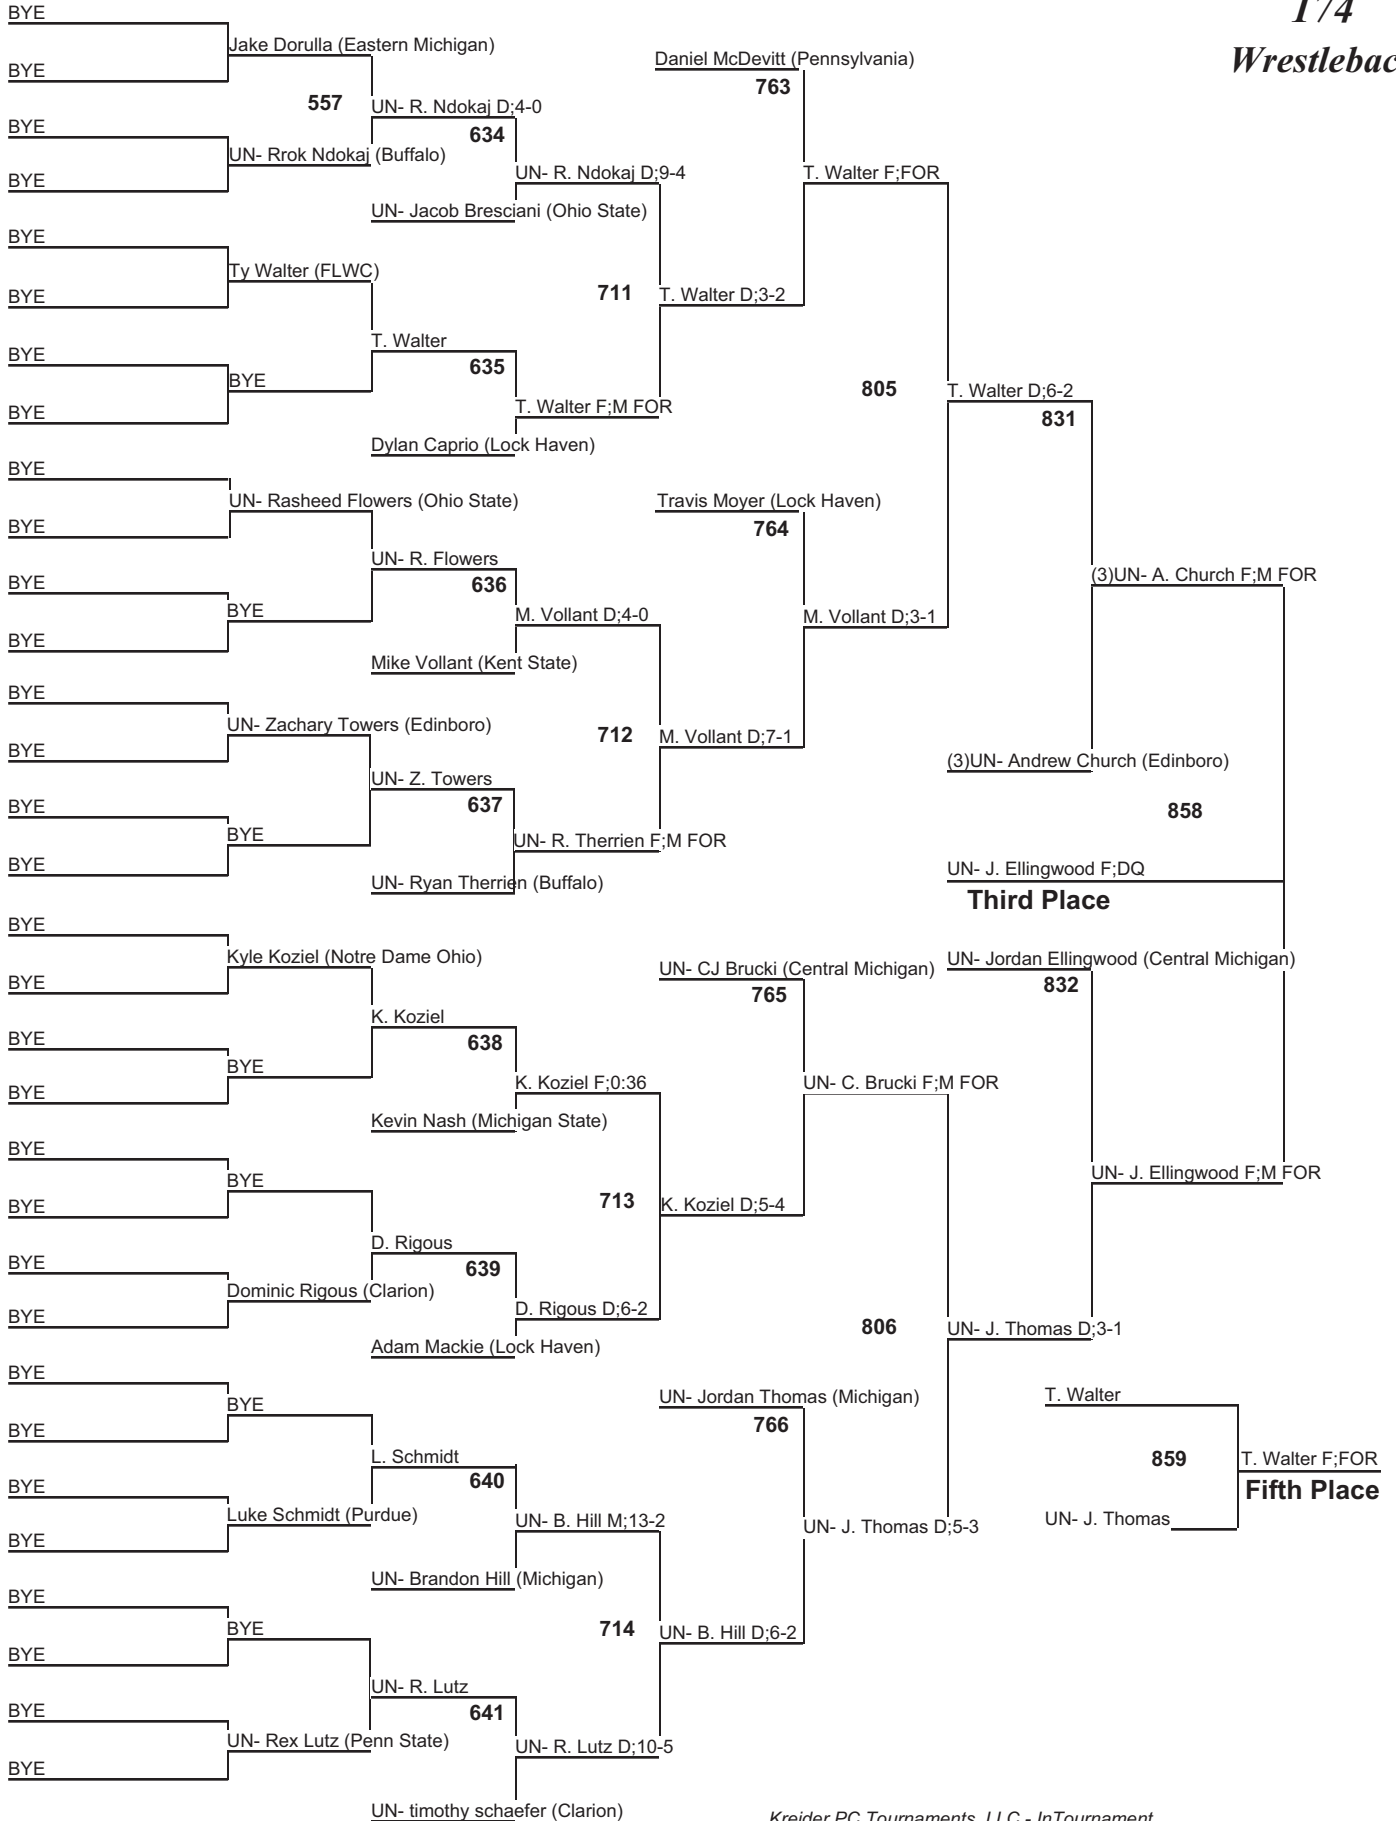 BYE
174
Jake Dorulla (Eastern Michigan)
Daniel McDevitt (Pennsylvania)
BYE
763
557
UN- R. Ndokaj D;4-0
BYE
634
UN- Rrok Ndokaj (Buffalo)
UN- R. Ndokaj D;9-4
T. Walter F;FOR
BYE
UN- Jacob Bresciani (Ohio State)
BYE
Ty Walter (FLWC)
BYE
711
T. Walter D;3-2
T. Walter
BYE
635
BYE
805
T. Walter D;6-2
BYE
T. Walter F;M FOR
831
Dylan Caprio (Lock Haven)
BYE
UN- Rasheed Flowers (Ohio State)
Travis Moyer (Lock Haven)
BYE
764
UN- R. Flowers
(3)UN- A. Church F;M FOR
BYE
636
BYE
M. Vollant D;4-0
M. Vollant D;3-1
BYE
Mike Vollant (Kent State)
BYE
UN- Zachary Towers (Edinboro)
712
M. Vollant D;7-1
BYE
(3)UN- Andrew Church (Edinboro)
UN- Z. Towers
BYE
637
858
BYE
UN- R. Therrien F;M FOR
BYE
UN- J. Ellingwood F;DQ
UN- Ryan Therrien (Buffalo)
Third Place
BYE
Kyle Koziel (Notre Dame Ohio)
UN- CJ Brucki (Central Michigan)
UN- Jordan Ellingwood (Central Michigan)
BYE
765
832
K. Koziel
BYE
638
BYE
K. Koziel F;0:36
UN- C. Brucki F;M FOR
BYE
Kevin Nash (Michigan State)
BYE
BYE
UN- J. Ellingwood F;M FOR
BYE
713
K. Koziel D;5-4
D. Rigous
BYE
639
Dominic Rigous (Clarion)
BYE
D. Rigous D;6-2
806
UN- J. Thomas D;3-1
Adam Mackie (Lock Haven)
BYE
BYE
UN- Jordan Thomas (Michigan)
T. Walter
BYE
766
L. Schmidt
859
T. Walter F;FOR
BYE
640
Fifth Place
Luke Schmidt (Purdue)
UN- B. Hill M;13-2
UN- J. Thomas D;5-3
UN- J. Thomas
BYE
UN- Brandon Hill (Michigan)
BYE
BYE
714
UN- B. Hill D;6-2
BYE
UN- R. Lutz
BYE
641
UN- Rex Lutz (Penn State)
UN- R. Lutz D;10-5
BYE
UN- timothy schaefer (Clarion)
Kreider PC Tournaments, LLC - InTournament